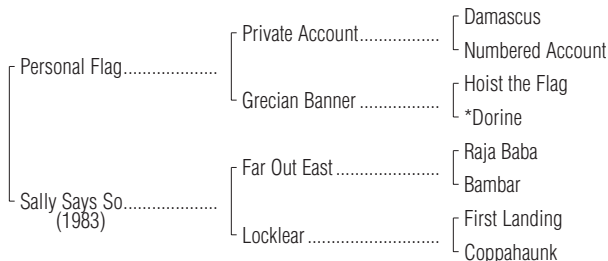 Damascus
Private Account..................
Numbered Account
Personal Flag....................
Hoist the Flag
Grecian Banner .................
*Dorine
Raja Baba
Far Out East......................
Bambar
Sally Says So....................
(1983)
First Landing
Locklear ............................
Coppahaunk